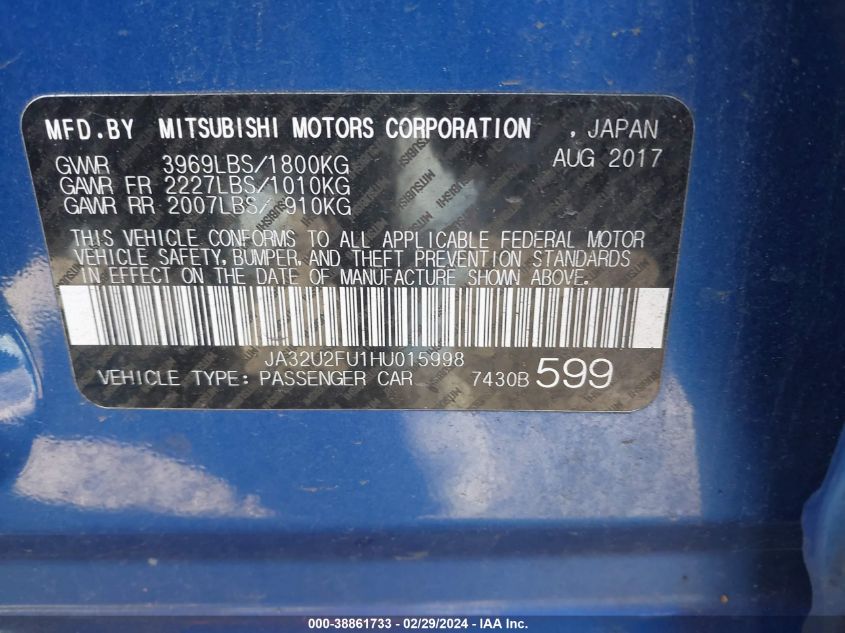 MFD.BY MITSUBISHI MOTORS CORPORATION , JAPAN
AUG 2017
GVWR 3969LBS/1800KG
GAWR FR 2227LBS/1010KG
GAWR RR 2007LBS/ 910KG
THIS VEHICLE CONFORMS TO ALL APPLICABLE FEDERAL MOTOR
VEHICLE SAFETY, BUMPER, AND THEFT PREVENTION STANDARDS
IN EFFECT ON THE DATE OF MANUFACTURE SHOWN ABOVE.
JA32U2FU1HU015998
VEHICLE TYPE: PASSENGER CAR 7430B 599
000-38861733 - 02/29/2024 - IAA Inc.